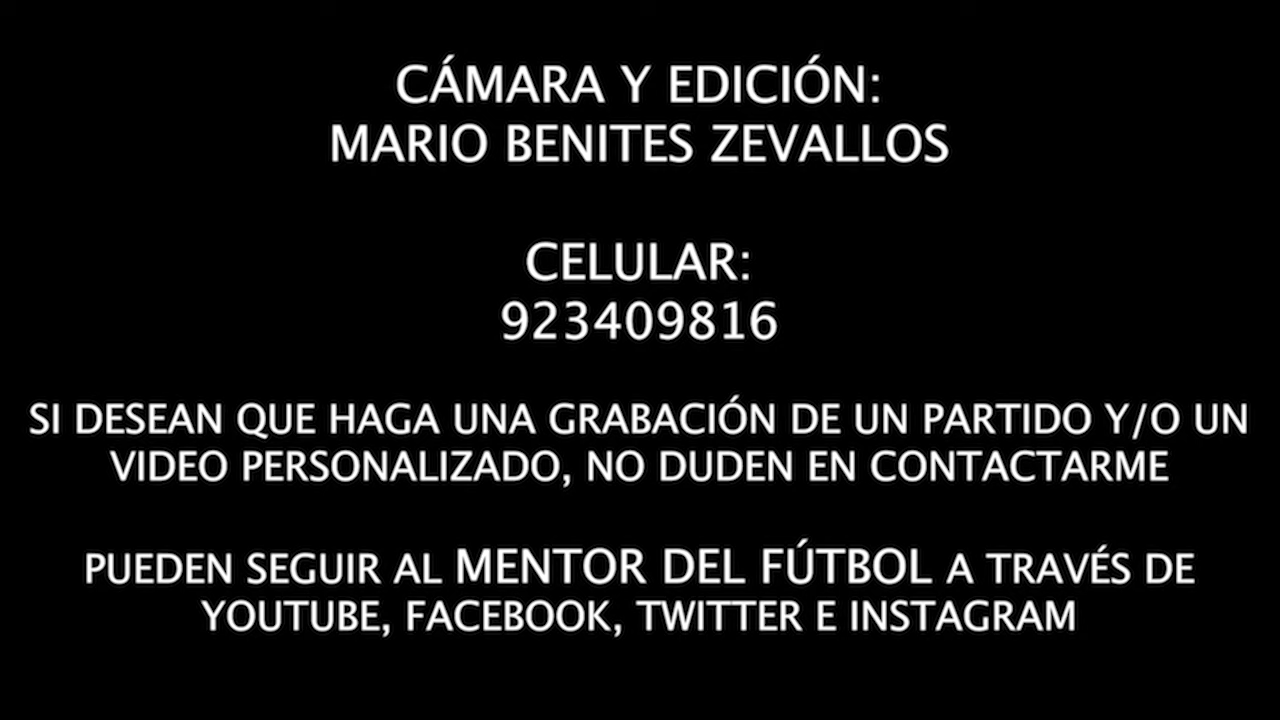 CÁMARA Y EDICIÓN:
MARIO BENITES ZEVALLOS
CELULAR:
923409816
SI DESEAN QUE HAGA UNA GRABACIÓN DE UN PARTIDO Y/O UN
VIDEO PERSONALIZADO, NO DUDEN EN CONTACTARME
PUEDEN SEGUIR AL MENTOR DEL FÚTBOL A TRAVÉS DE
YOUTUBE, FACEBOOK, TWITTER E INSTAGRAM